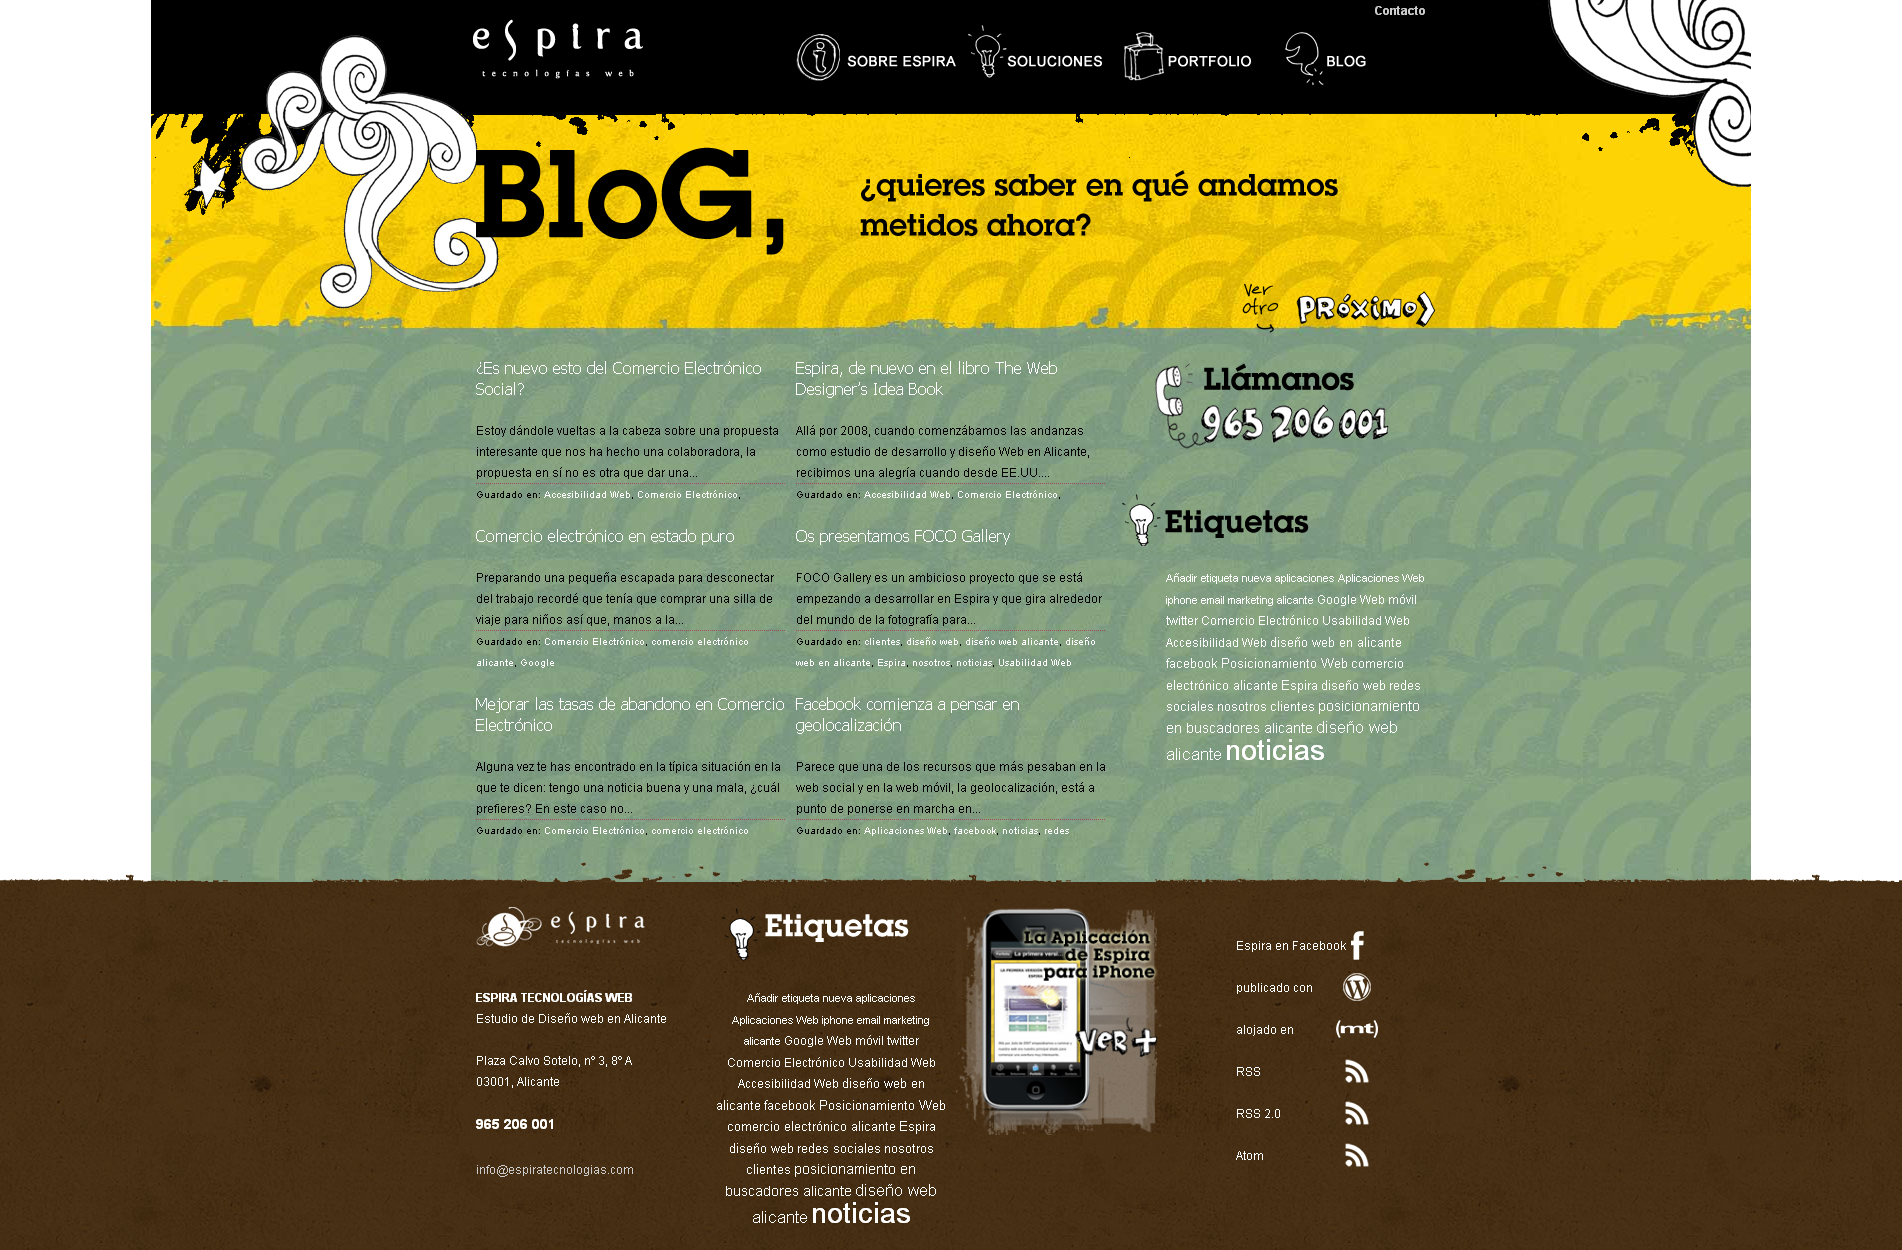 Contacto
eSpira
tecnologías web
SOBRE ESPIRA
SOLUCIONES
PORTFOLIO
BLOG
BloG,
¿quieres saber en qué andamos
metidos ahora?
Ver
otro
PRÓXIMO
¿Es nuevo esto del Comercio Electrónico
Social?
Estoy dándole vueltas a la cabeza sobre una propuesta
interesante que nos ha hecho una colaboradora, la
propuesta en sí no es otra que dar una...
Guardado en: Accesibilidad Web, Comercio Electrónico,
Espira, de nuevo en el libro The Web
Designer's Idea Book
Allá por 2008, cuando comenzábamos las andanzas
como estudio de desarrollo y diseño Web en Alicante,
recibimos una alegría cuando desde EE.UU....
Guardado en: Accesibilidad Web, Comercio Electrónico,
Comercio electrónico en estado puro
Preparando una pequeña escapada para desconectar
del trabajo recordé que tenía que comprar una silla de
viaje para niños así que, manos a la...
Guardado en: Comercio Electrónico, comercio electrónico
alicante, Google
Os presentamos FOCO Gallery
FOCO Gallery es un ambicioso proyecto que se está
empezando a desarrollar en Espira y que gira alrededor
del mundo de la fotografía para...
Guardado en: clientes, diseño web, diseño web alicante, diseño
web en alicante, Espira, nosotros, noticias, Usabilidad Web
Mejorar las tasas de abandono en Comercio
Electrónico
Alguna vez te has encontrado en la típica situación en la
que te dicen: tengo una noticia buena y una mala, ¿cuál
prefieres? En este caso no...
Guardado en: Comercio Electrónico, comercio electrónico
Facebook comienza a pensar en
geolocalización
Parece que una de los recursos que más pesaban en la
web social y en la web móvil, la geolocalización, está a
punto de ponerse en marcha en...
Guardado en: Aplicaciones Web, facebook, noticias, redes
Llámanos
965 206 001
Etiquetas
Añadir etiqueta nueva aplicaciones Aplicaciones Web
iphone email marketing alicante Google Web móvil
twitter Comercio Electrónico Usabilidad Web
Accesibilidad Web diseño web en alicante
facebook Posicionamiento Web comercio
electrónico alicante Espira diseño web redes
sociales nosotros clientes posicionamiento
en buscadores alicante diseño web
alicante noticias
eSpira
tecnologías web
ESPIRA TECNOLOGÍAS WEB
Estudio de Diseño web en Alicante
Plaza Calvo Sotelo, nº 3, 8º A
03001, Alicante
965 206 001
info@espiratecnologias.com
Etiquetas
Añadir etiqueta nueva aplicaciones
Aplicaciones Web iphone email marketing
alicante Google Web móvil twitter
Comercio Electrónico Usabilidad Web
Accesibilidad Web diseño web en
alicante facebook Posicionamiento Web
comercio electrónico alicante Espira
diseño web redes sociales nosotros
clientes posicionamiento en
buscadores alicante diseño web
alicante noticias
La Aplicación
de Espira
para iPhone
La primera versi...
VeR +
Espira en Facebook
publicado con
alojado en
(mt)
RSS
RSS 2.0
Atom